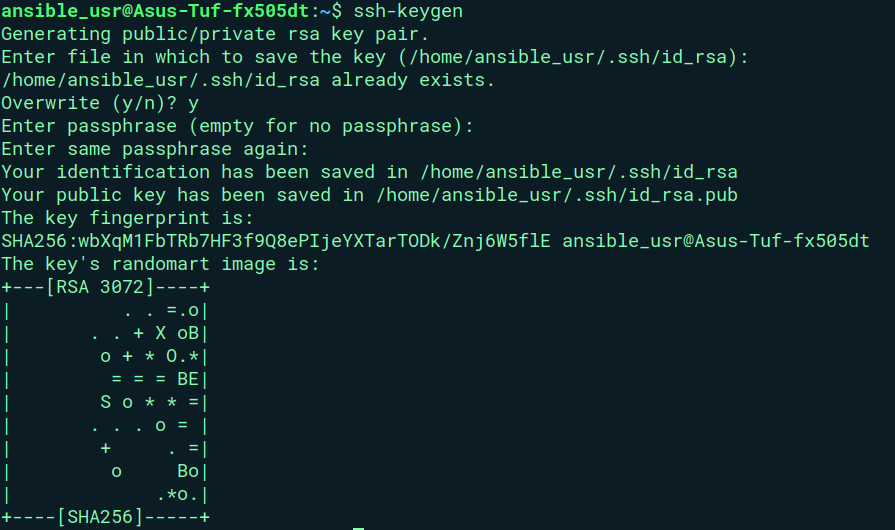 ansible_usr@Asus-Tuf-fx505dt:~$ ssh-keygen
Generating public/private rsa key pair.
Enter file in which to save the key (/home/ansible_usr/.ssh/id_rsa):
/home/ansible_usr/.ssh/id_rsa already exists.
Overwrite (y/n)? y
Enter passphrase (empty for no passphrase):
Enter same passphrase again:
Your identification has been saved in /home/ansible_usr/.ssh/id_rsa
Your public key has been saved in /home/ansible_usr/.ssh/id_rsa.pub
The key fingerprint is:
SHA256:wbXqM1FbTRb7HF3f9Q8ePIjeYXTarTODk/Znj6W5flE ansible_usr@Asus-Tuf-fx505dt
The key's randomart image is:
+---[RSA 3072]----+
|          . . =.o|
|       . . + X oB|
|        o + * O.*|
|         = = = BE|
|        S o * * =|
|       . . . o = |
|        +     . =|
|         o     Bo|
|             .*o.|
+----[SHA256]-----+